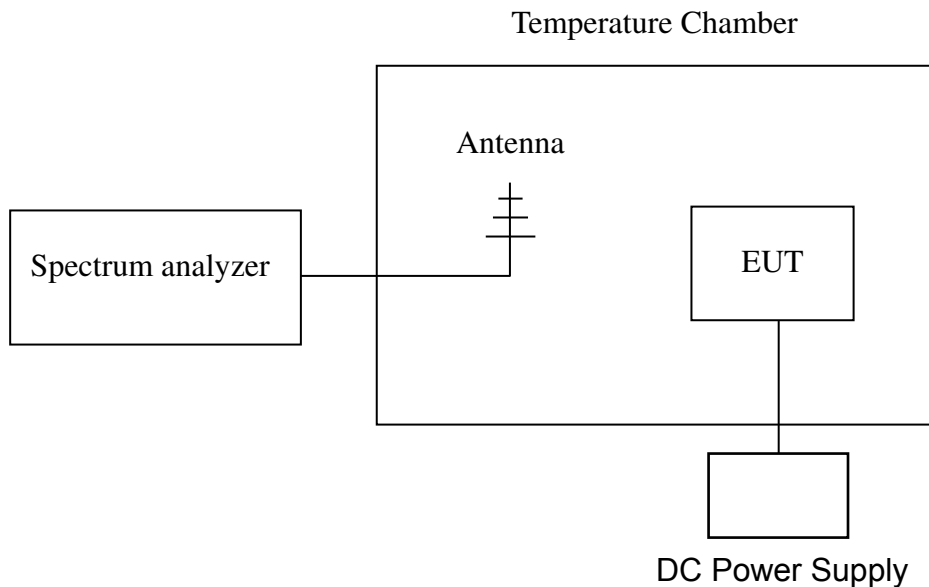 Temperature Chamber
Antenna
Spectrum analyzer
EUT
DC Power Supply